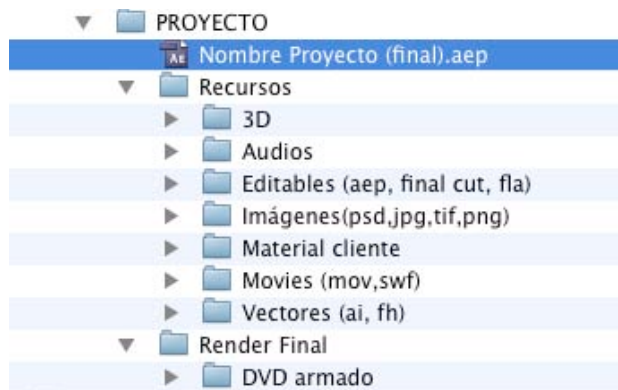 PROYECTO
Nombre Proyecto (final).aep
Recursos
3D
Audios
Editables (aep, final cut, fla)
Imágenes(psd,jpg,tif,png)
Material cliente
Movies (mov,swf)
Vectores (ai, fh)
Render Final
DVD armado